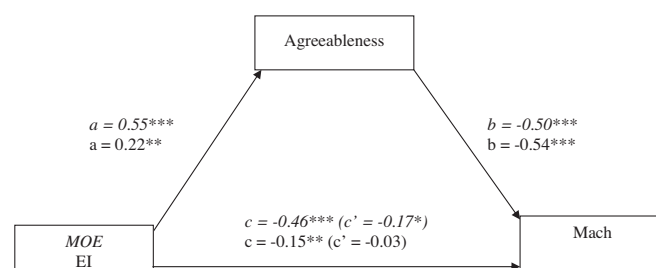 Agreeableness
a = 0.55***
a = 0.22**
b = -0.50***
b = -0.54***
c = -0.46*** (c’ = -0.17*)
c = -0.15** (c’ = -0.03)
MOE
EI
Mach